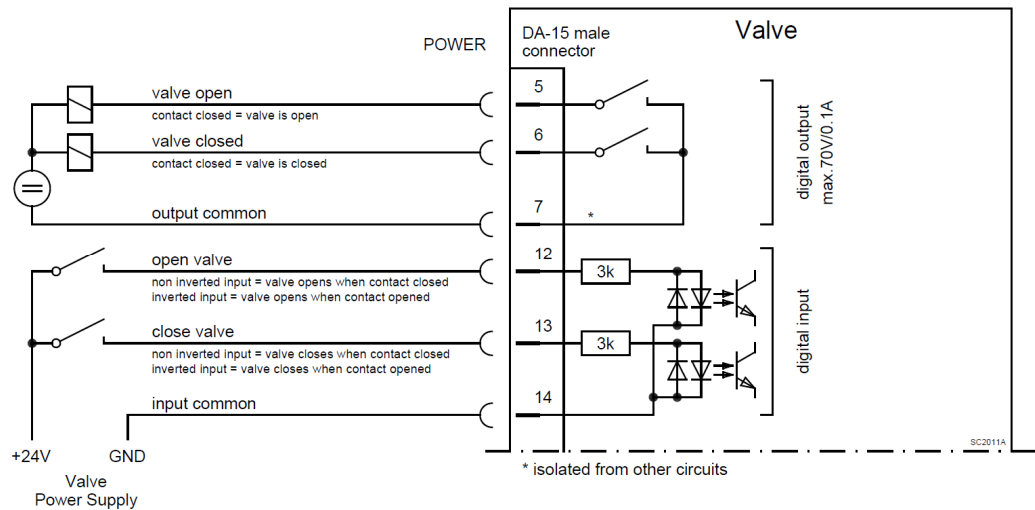 Valve
POWER
DA-15 male
connector
5
valve open
contact closed = valve is open
6
valve closed
contact closed = valve is closed
7
output common
*
digital output
max.70V/0.1A
12
open valve
non inverted input = valve opens when contact closed
inverted input = valve opens when contact opened
3k
13
close valve
non inverted input = valve closes when contact closed
inverted input = valve closes when contact opened
3k
14
input common
digital input
SC2011A
+24V
GND
Valve
Power Supply
* isolated from other circuits